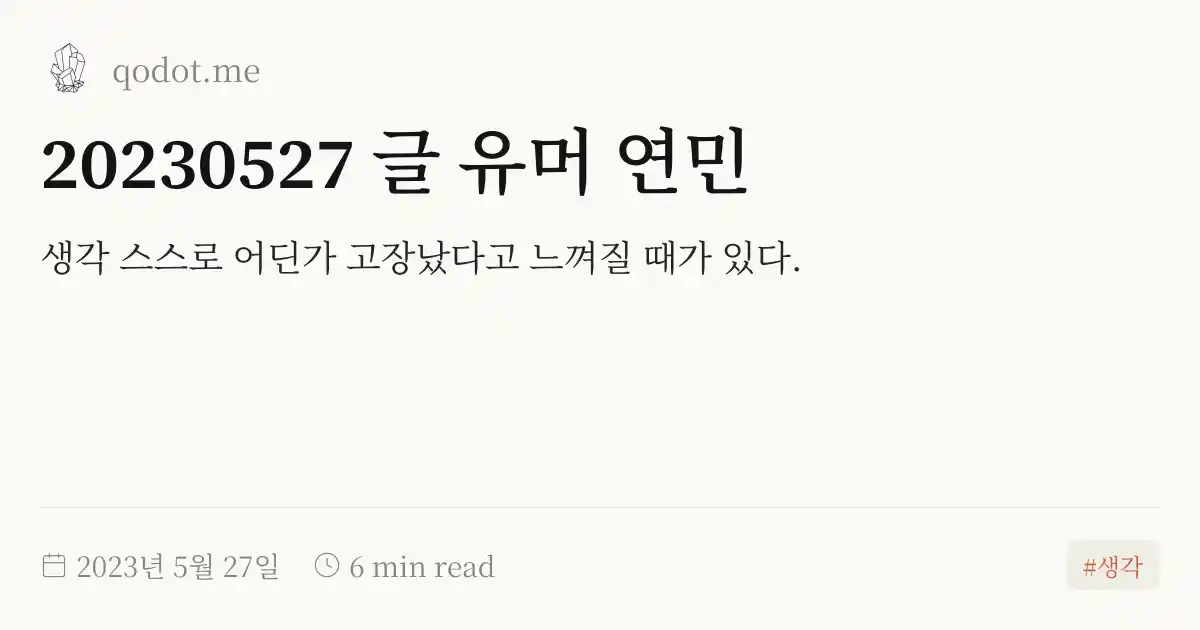 qodot.me
20230527 글 유머 연민
생각 스스로 어딘가 고장났다고 느껴질 때가 있다.
2023년 5월 27일 6 min read #생각